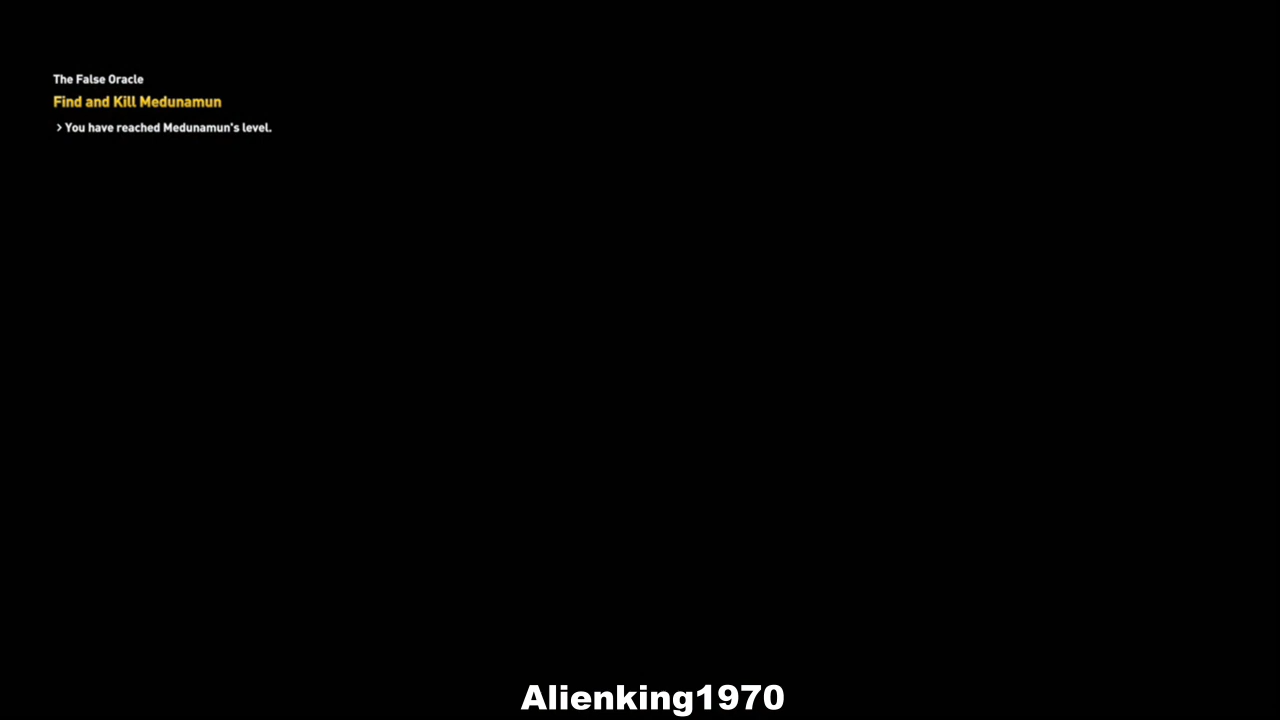 The False Oracle
Find and Kill Medunamun
> You have reached Medunamun's level.
Alienking1970